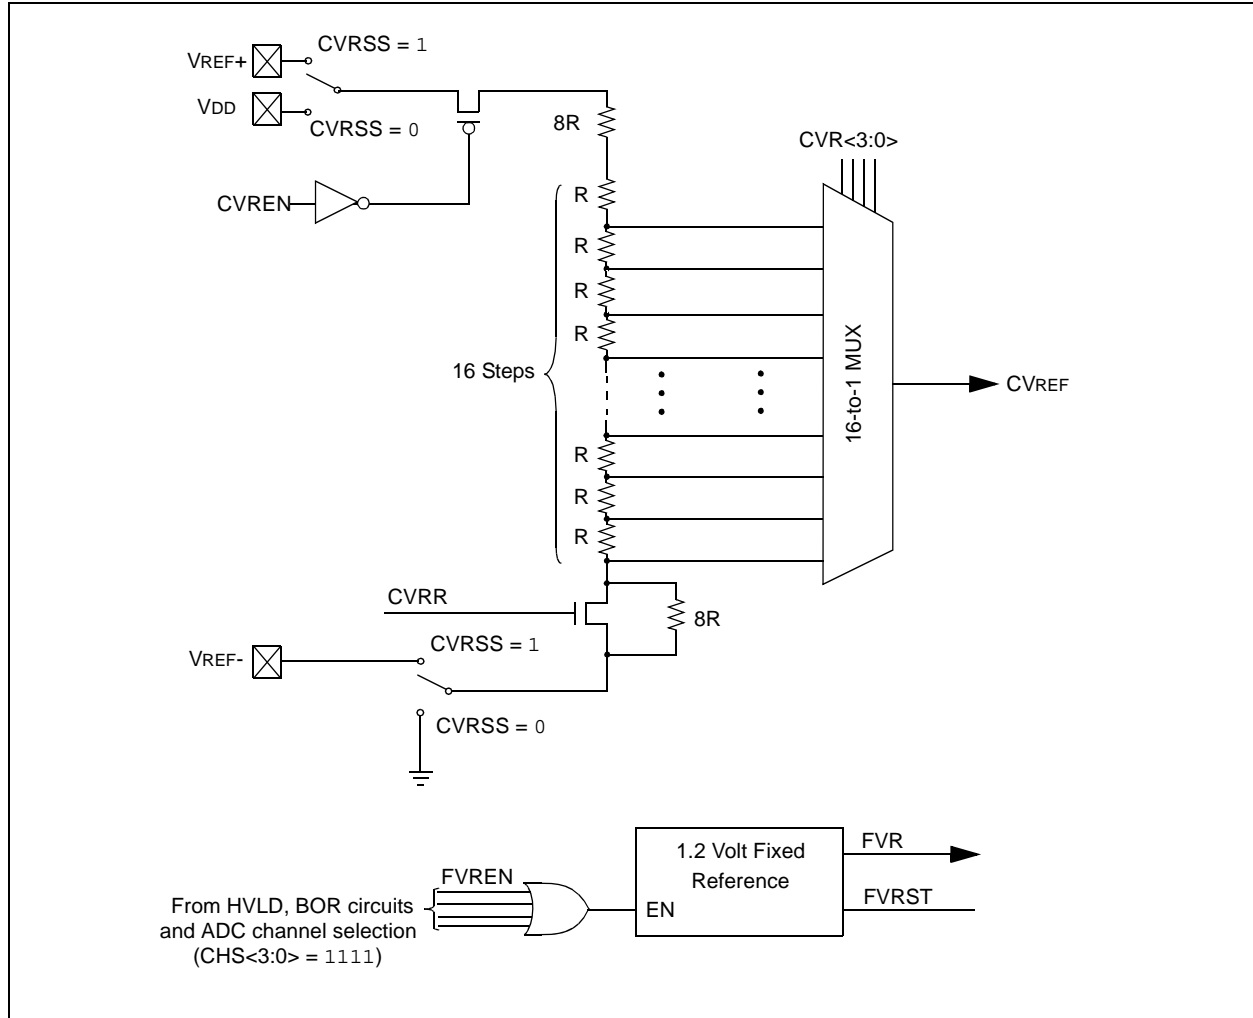 VREF+
CVRSS = 1
VDD
CVRSS = 0
8R
CVR<3:0>
CVREN
R
R
R
R
16 Steps
16-to-1 MUX
CVREF
R
R
R
CVRR
8R
CVRSS = 1
VREF-
CVRSS = 0
1.2 Volt Fixed
Reference
FVR
FVREN
EN
FVRST
From HVLD, BOR circuits
and ADC channel selection
(CHS<3:0> = 1111)